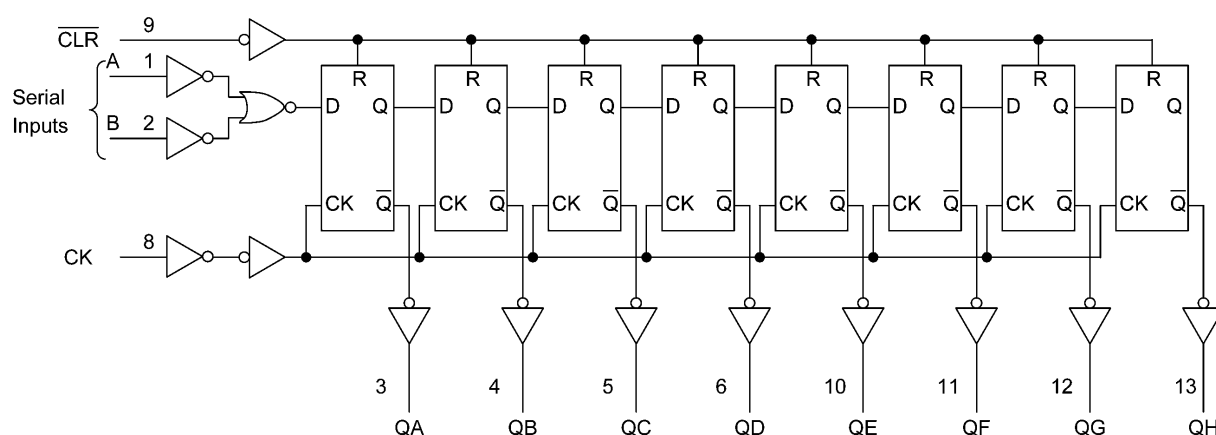 C̅L̅R̅ 9
A 1
Serial
Inputs
B 2
R R R R R R R R
D Q D Q D Q D Q D Q D Q D Q D Q
CK Q̅ CK Q̅ CK Q̅ CK Q̅ CK Q̅ CK Q̅ CK Q̅ CK Q̅
CK 8
3 4 5 6 10 11 12 13
QA QB QC QD QE QF QG QH